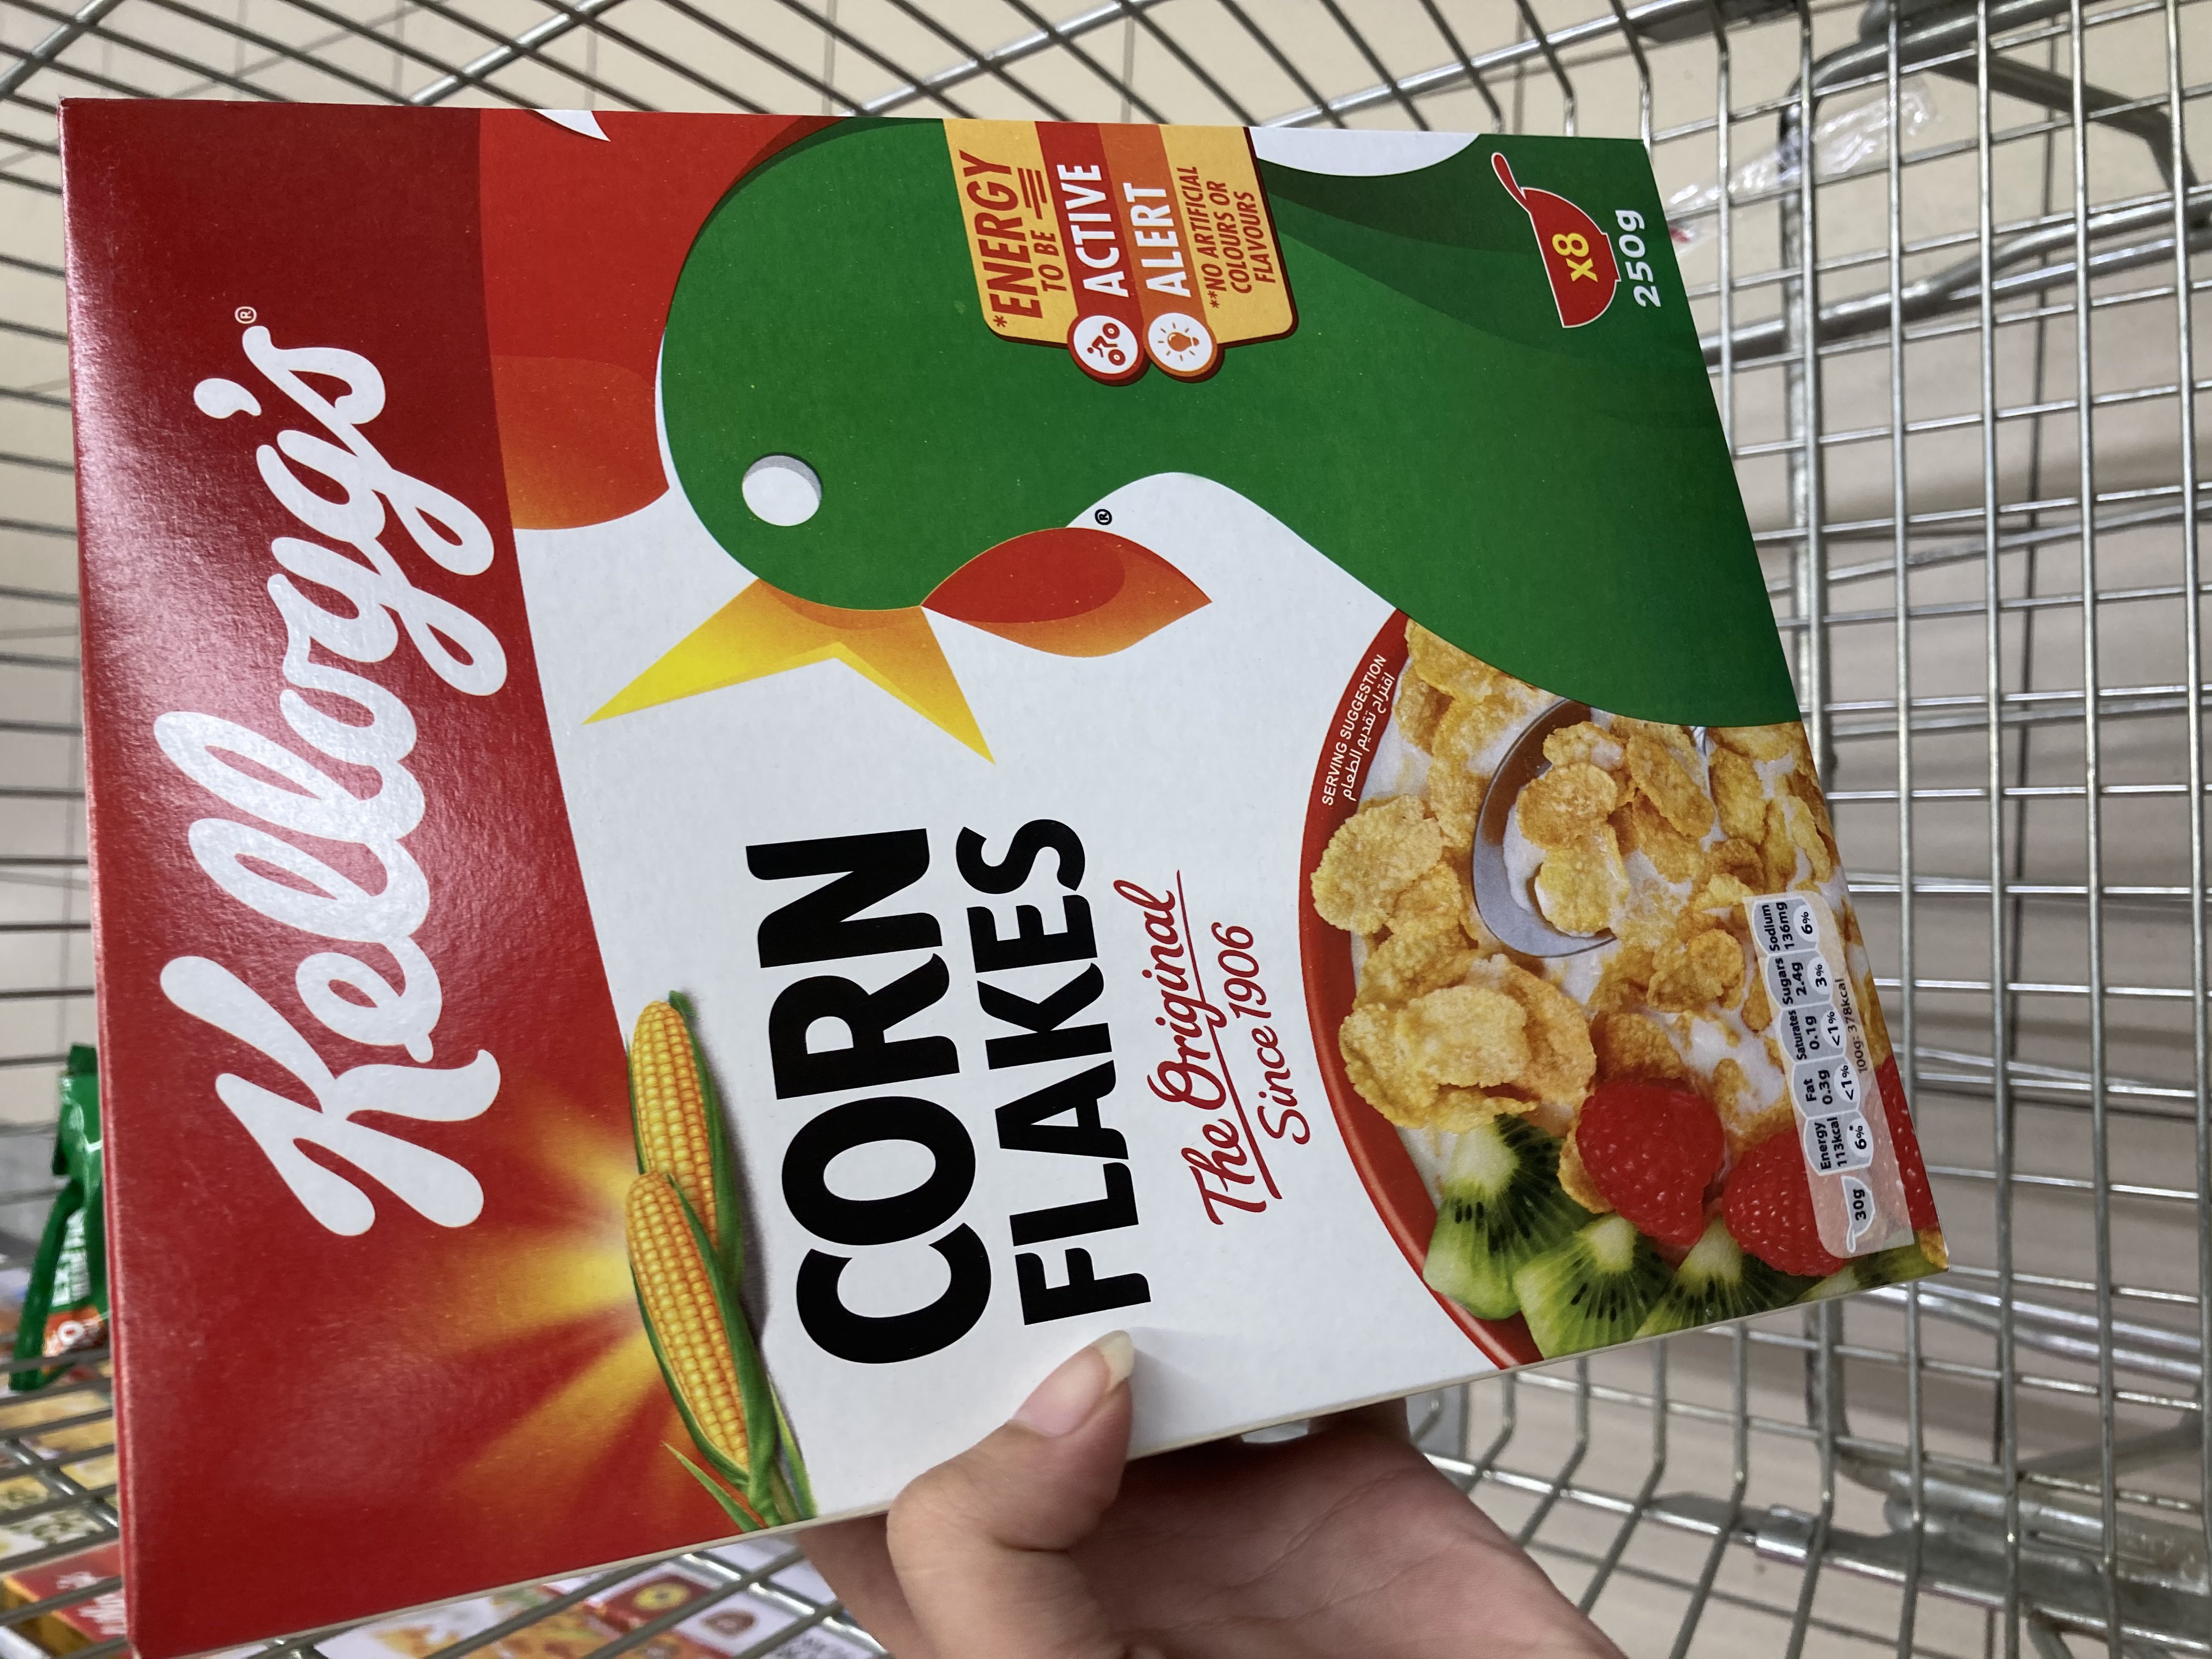 Kellogg's®
CORN
FLAKES
The Original
Since 1906
®
*ENERGY
TO BE
ACTIVE
ALERT
**NO ARTIFICIAL
COLOURS OR
FLAVOURS
SERVING SUGGESTION
اقتراح تقديم الطعام
x8
250g
30g
Energy
113kcal
6%*
Fat
0.3g
<1%
Saturates
0.1g
<1%
Sugars
2.4g
3%
Sodium
136mg
6%
100g: 378kcal